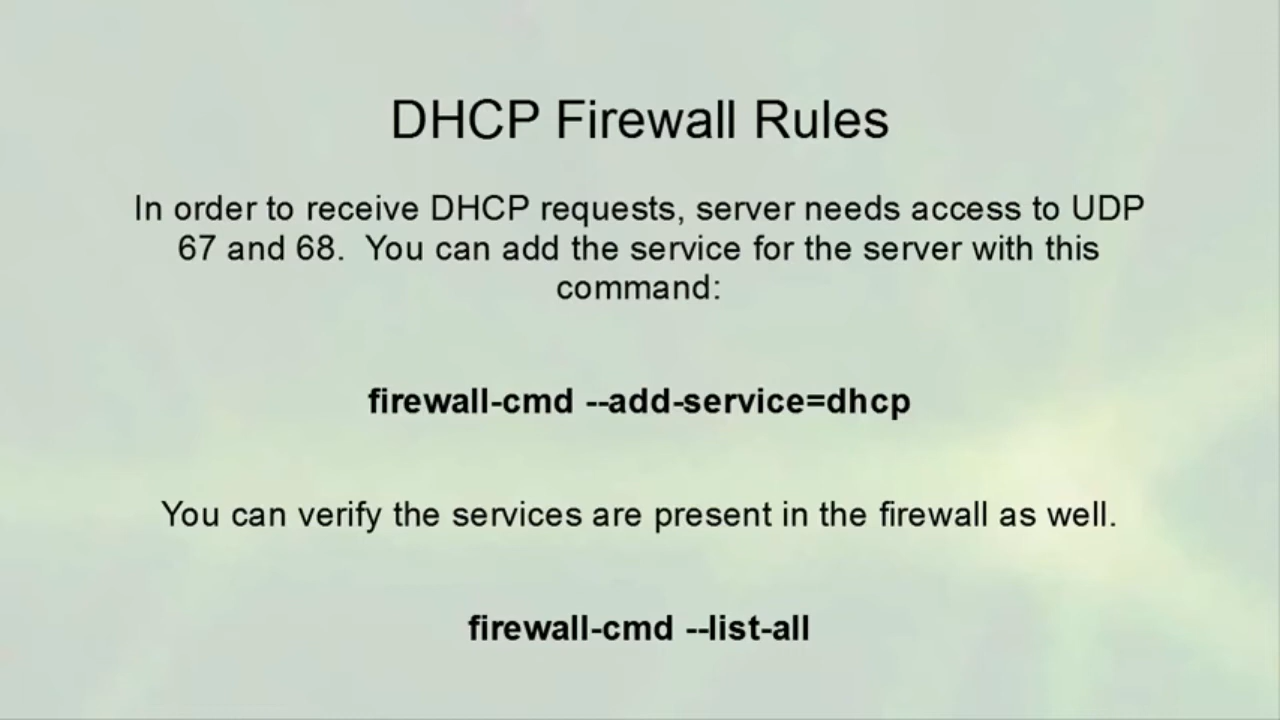 DHCP Firewall Rules
In order to receive DHCP requests, server needs access to UDP
67 and 68.  You can add the service for the server with this
command:
firewall-cmd --add-service=dhcp
You can verify the services are present in the firewall as well.
firewall-cmd --list-all